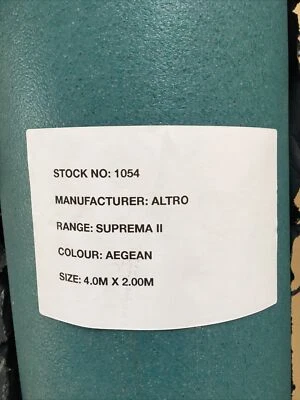 STOCK NO: 1054
MANUFACTURER: ALTRO
RANGE: SUPREMA II
COLOUR: AEGEAN
SIZE: 4.0M X 2.00M